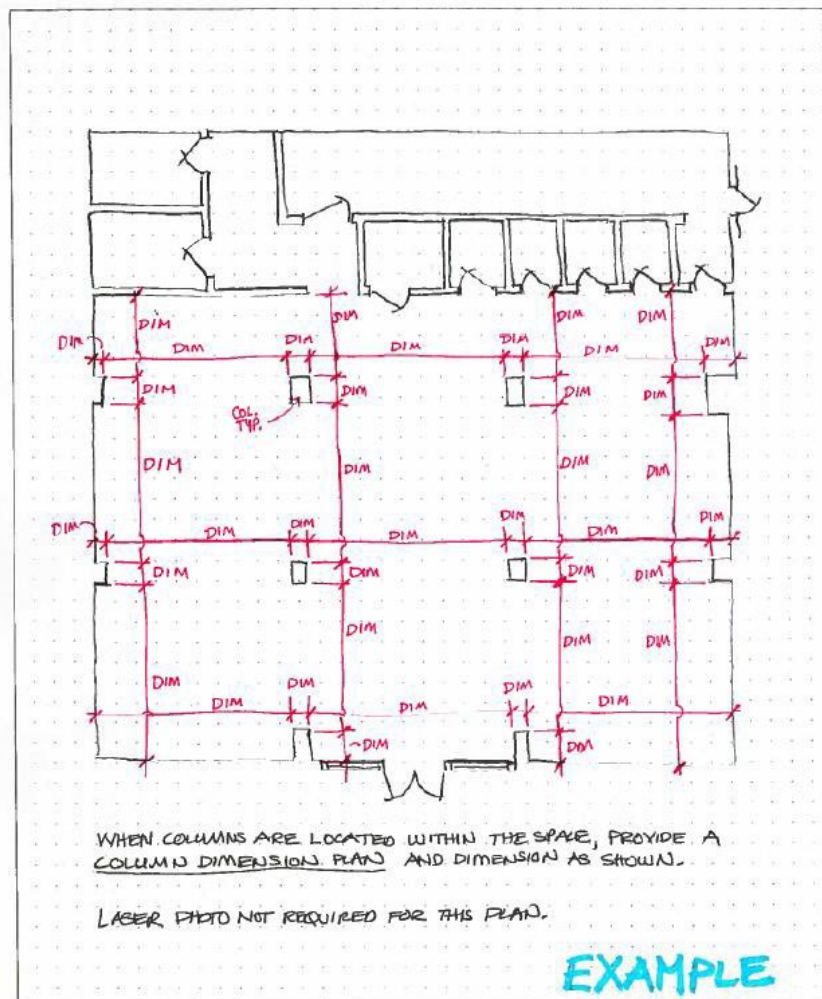 DIM DIM DIM DIM
DIM DIM DIM DIM DIM DIM DIM
DIM DIM DIM DIM
COL.
TYP.
DIM DIM DIM DIM
DIM DIM DIM DIM DIM DIM DIM
DIM DIM DIM DIM
DIM DIM DIM
DIM
DIM DIM DIM DIM DIM
DIM DIM
WHEN COLUMNS ARE LOCATED WITHIN THE SPACE, PROVIDE A
COLUMN DIMENSION PLAN AND DIMENSION AS SHOWN.
LASER PHOTO NOT REQUIRED FOR THIS PLAN.
EXAMPLE